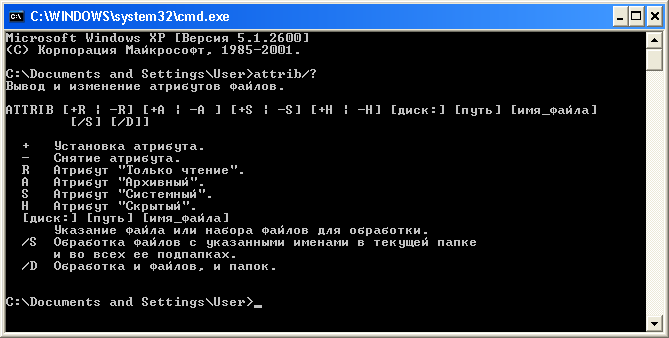 C:\WINDOWS\system32\cmd.exe
Microsoft Windows XP [Версия 5.1.2600]
(C) Корпорация Майкрософт, 1985-2001.
C:\Documents and Settings\User>attrib/?
Вывод и изменение атрибутов файлов.
ATTRIB [+R ¦ -R] [+A ¦ -A ] [+S ¦ -S] [+H ¦ -H] [диск:] [путь] [имя_файла]
[/S] [/D]]
+ Установка атрибута.
- Снятие атрибута.
R Атрибут "Только чтение".
A Атрибут "Архивный".
S Атрибут "Системный".
H Атрибут "Скрытый".
[диск:] [путь] [имя_файла]
Указание файла или набора файлов для обработки.
/S Обработка файлов с указанными именами в текущей папке
и во всех ее подпапках.
/D Обработка и файлов, и папок.
C:\Documents and Settings\User>_